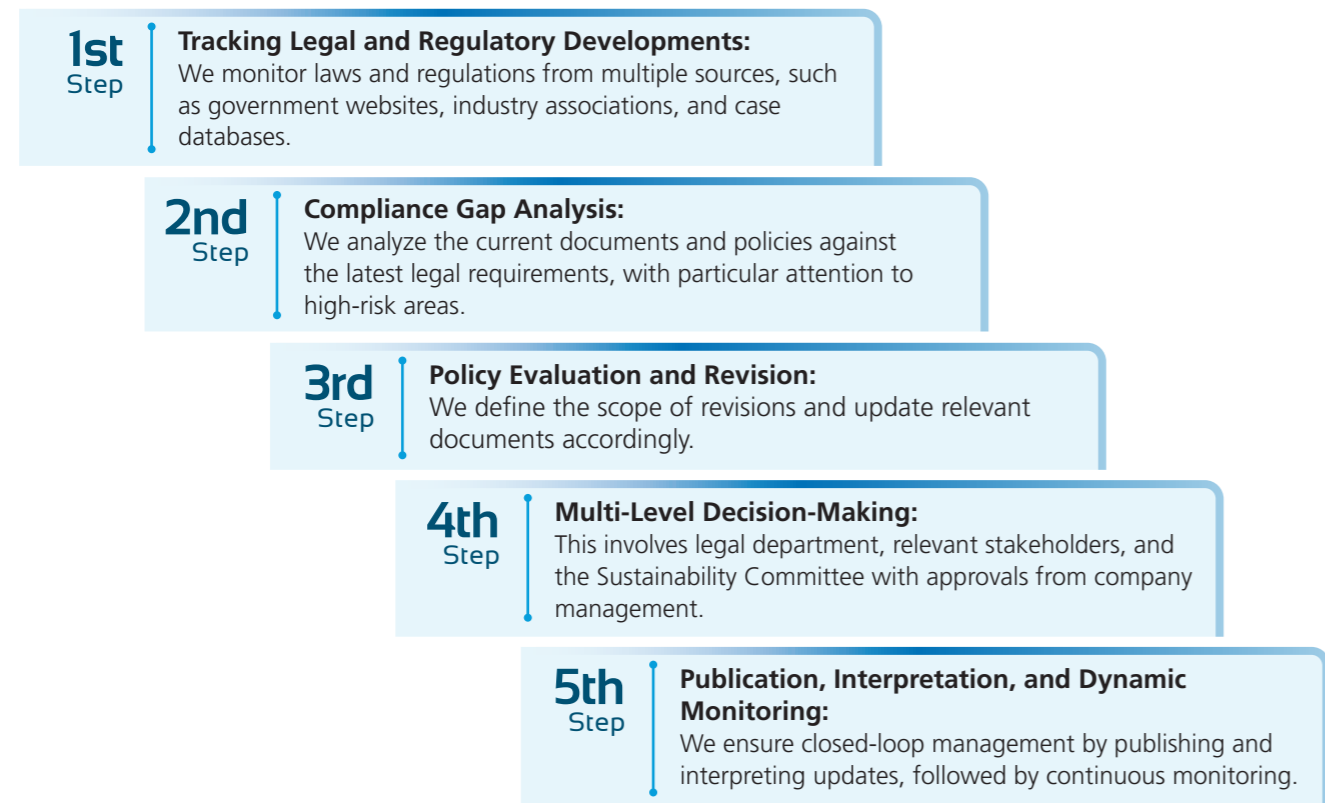 1st
Step
Tracking Legal and Regulatory Developments:
We monitor laws and regulations from multiple sources, such
as government websites, industry associations, and case
databases.
2nd
Step
Compliance Gap Analysis:
We analyze the current documents and policies against
the latest legal requirements, with particular attention to
high-risk areas.
3rd
Step
Policy Evaluation and Revision:
We define the scope of revisions and update relevant
documents accordingly.
4th
Step
Multi-Level Decision-Making:
This involves legal department, relevant stakeholders, and
the Sustainability Committee with approvals from company
management.
5th
Step
Publication, Interpretation, and Dynamic
Monitoring:
We ensure closed-loop management by publishing and
interpreting updates, followed by continuous monitoring.